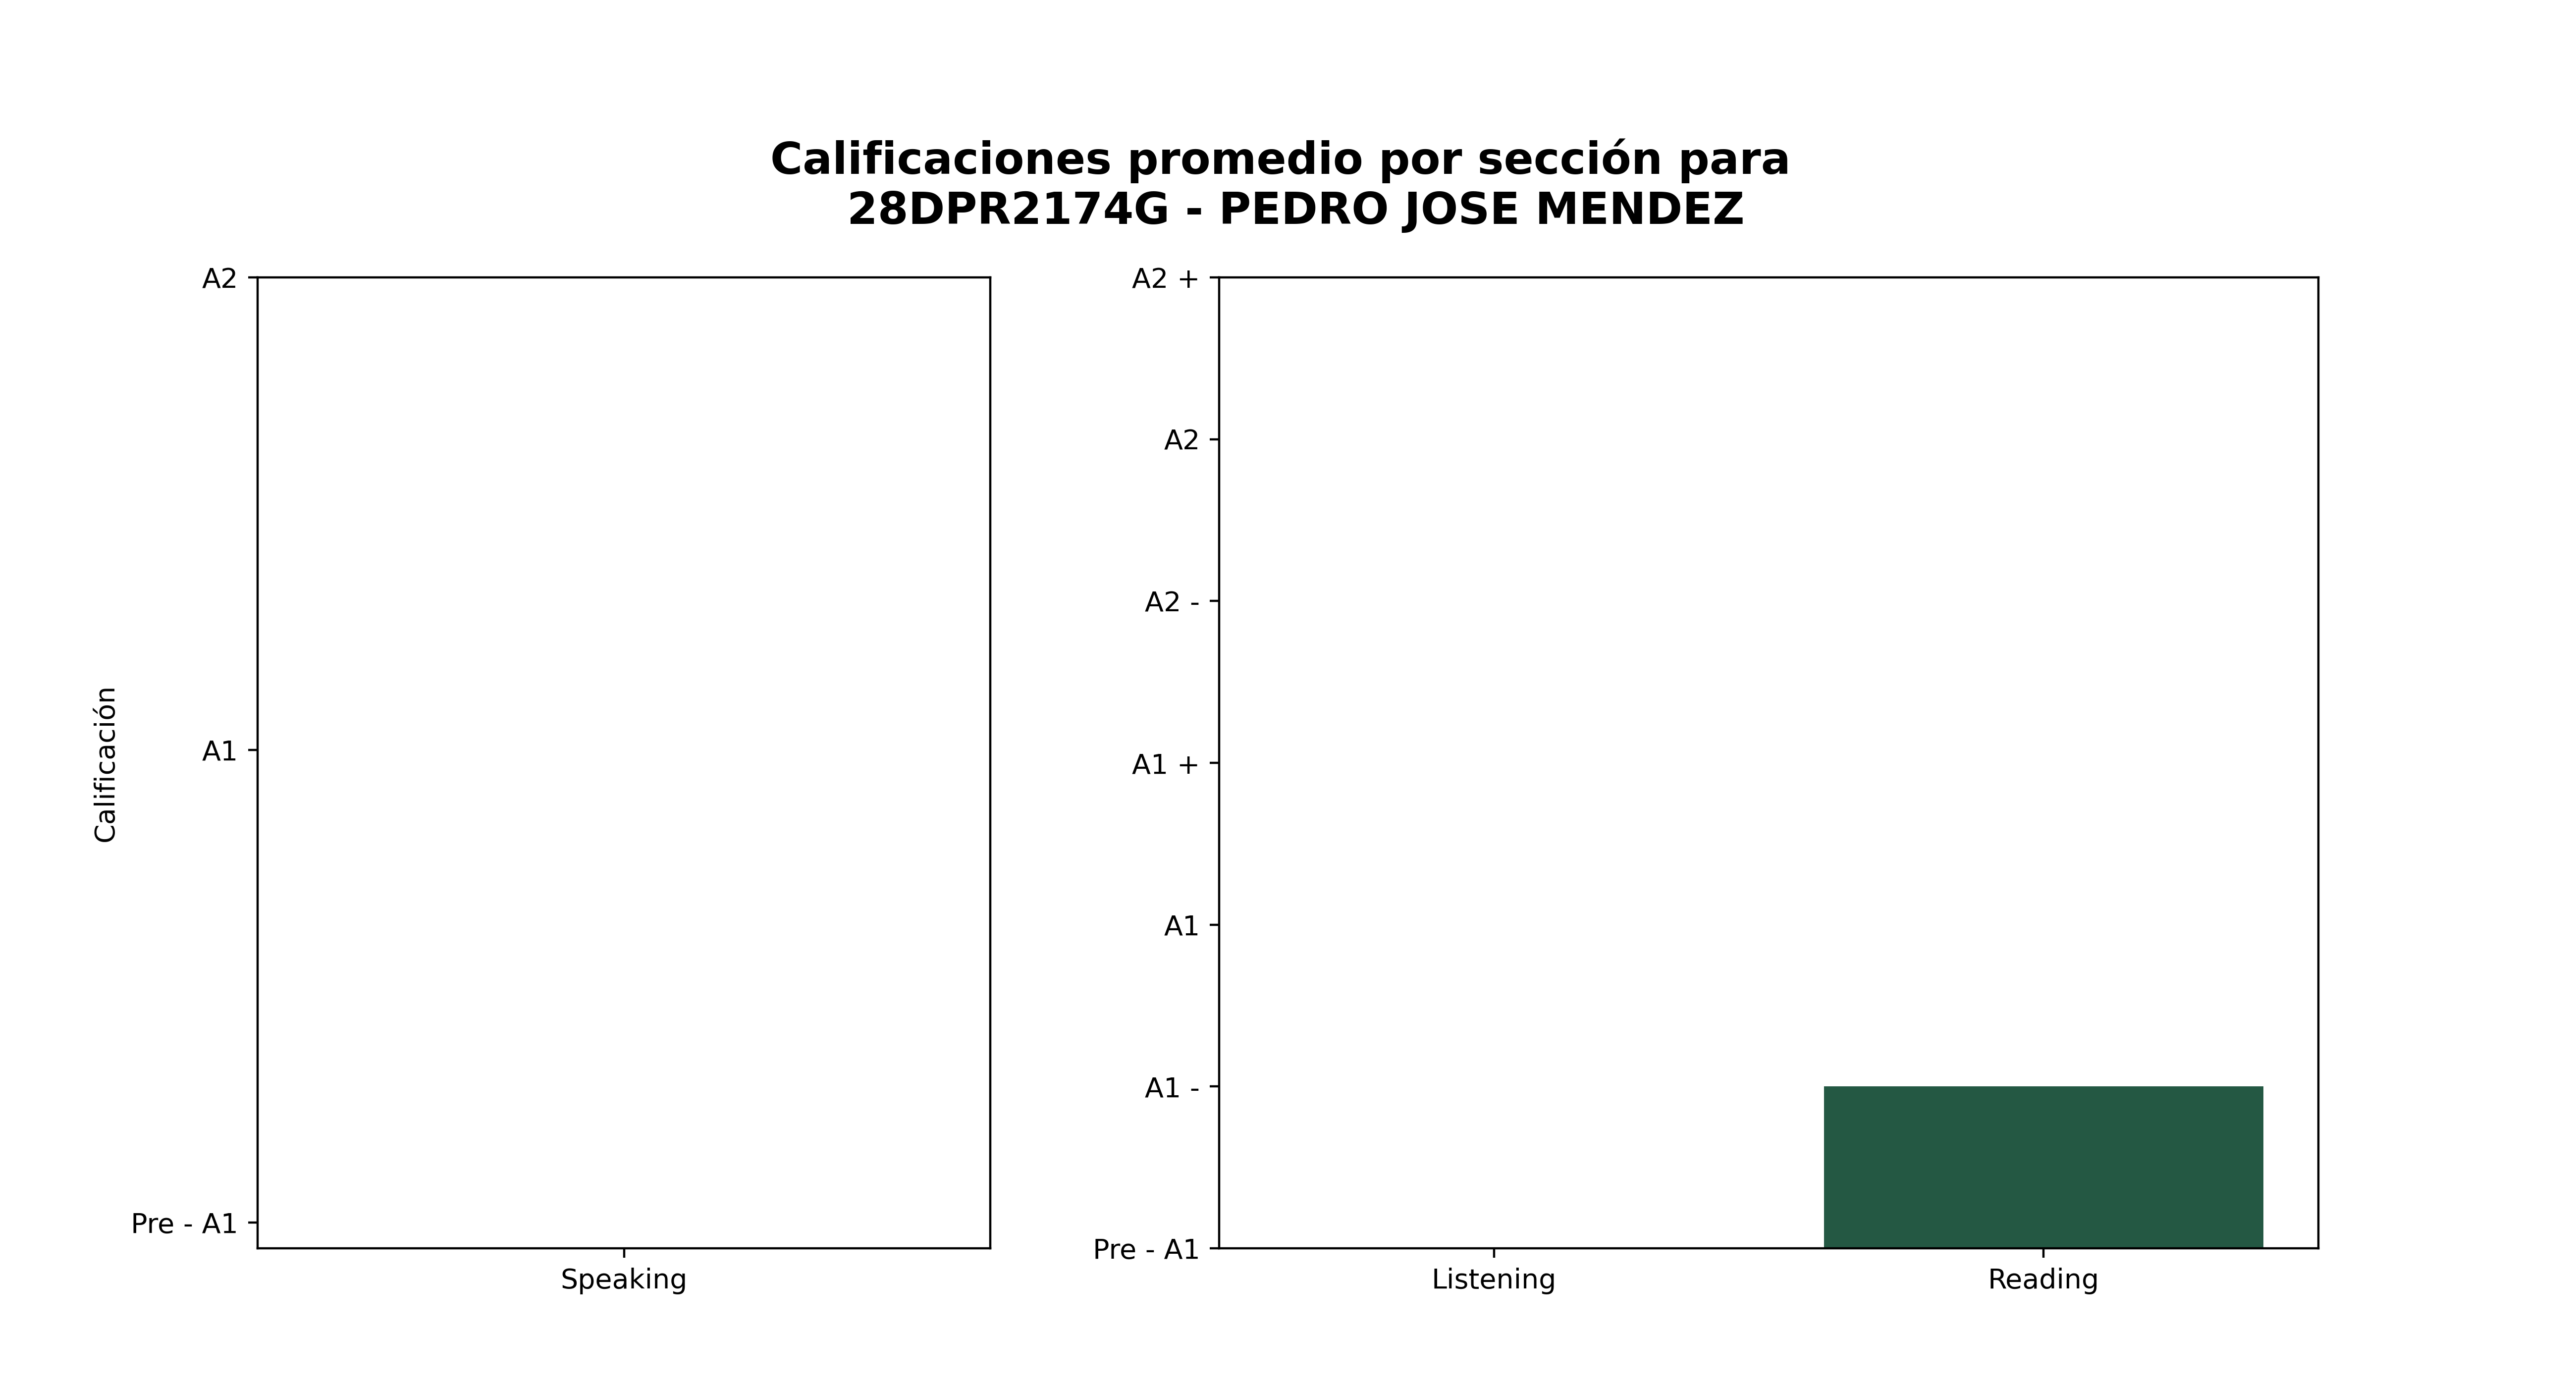 Calificaciones promedio por sección para
28DPR2174G - PEDRO JOSE MENDEZ
Calificación
A2
A1
Pre - A1
Speaking
A2 +
A2
A2 -
A1 +
A1
A1 -
Pre - A1
Listening
Reading